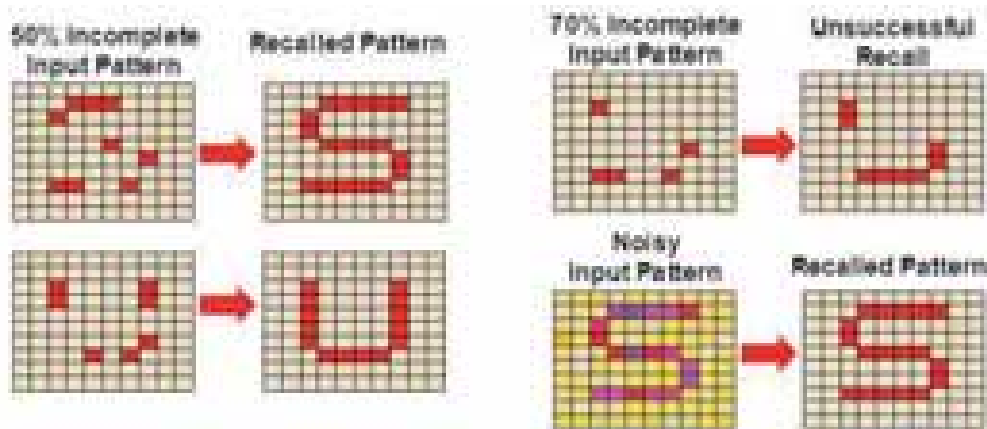 50% Incomplete
Input Pattern
Recalled Pattern
70% Incomplete
Input Pattern
Unsuccessful
Recall
Noisy
Input Pattern
Recalled Pattern